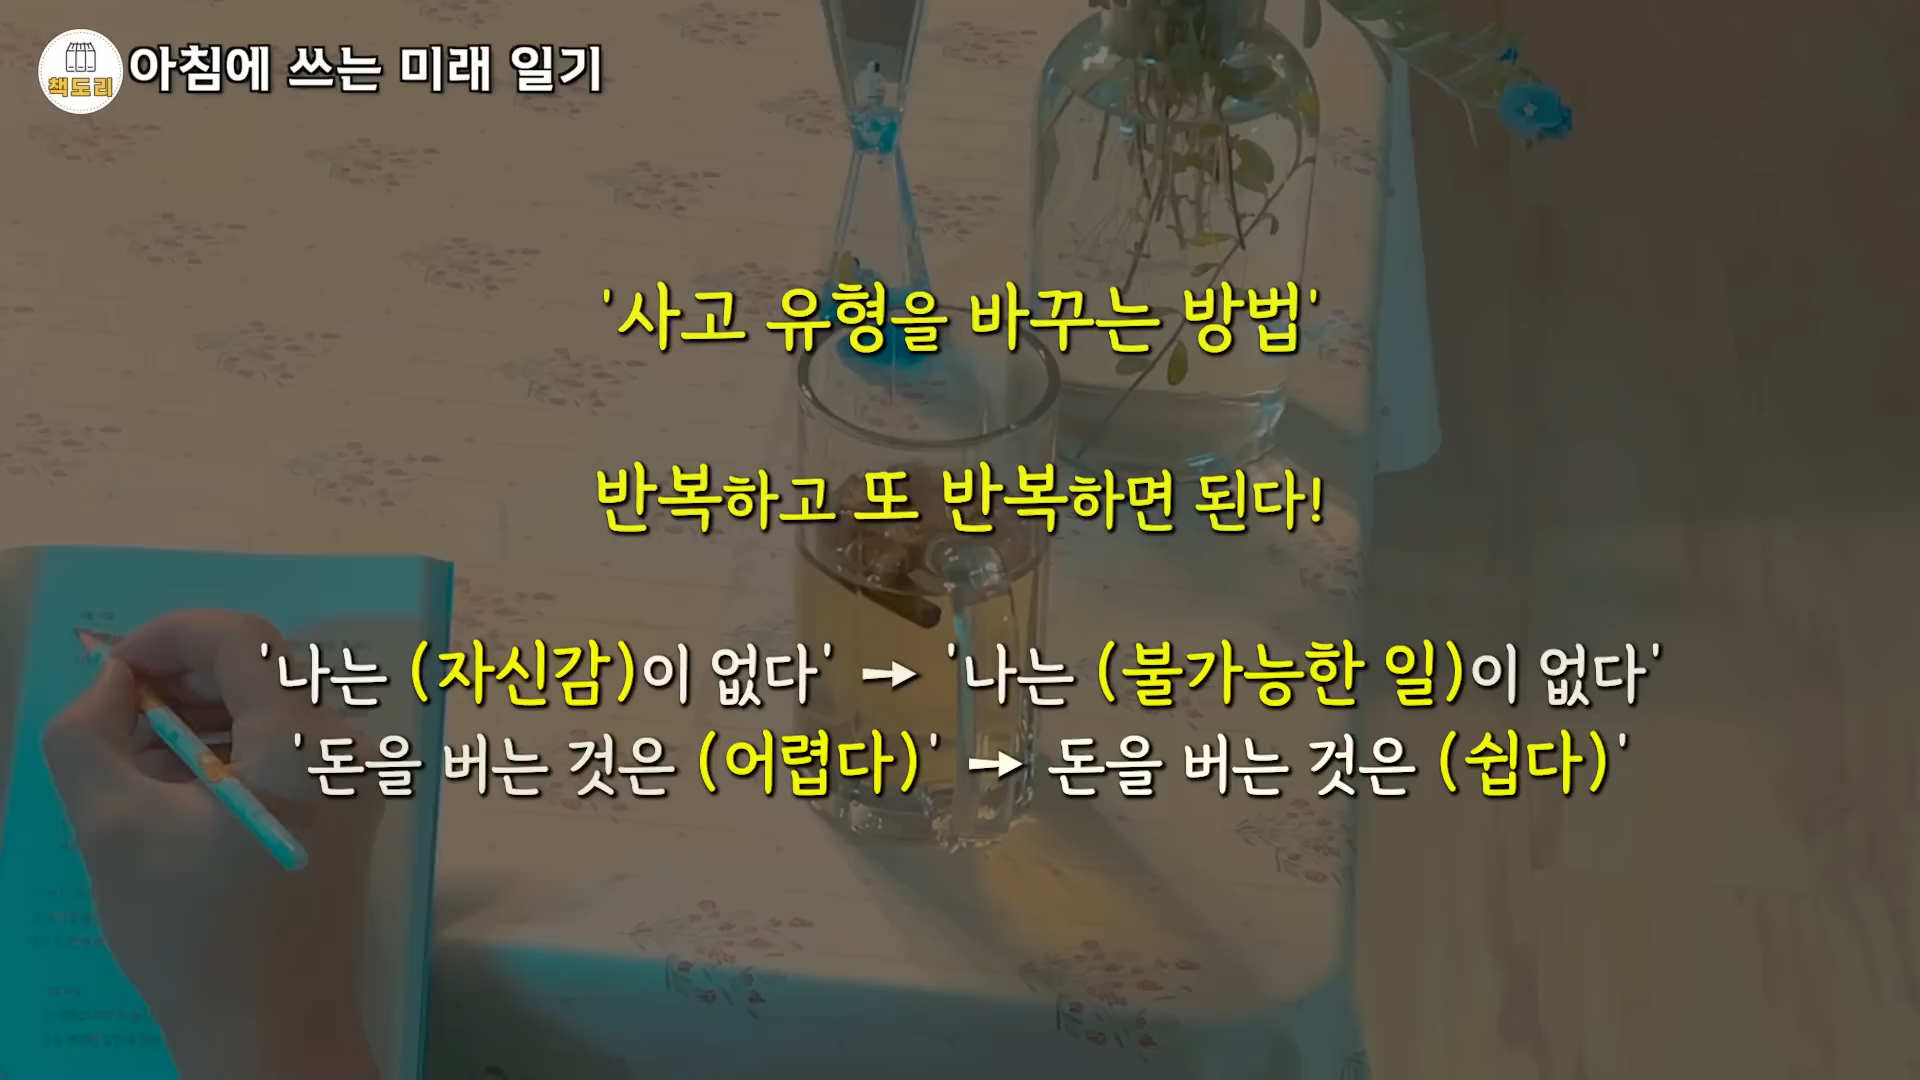 책도리
아침에 쓰는 미래 일기
'사고 유형을 바꾸는 방법'
반복하고 또 반복하면 된다!
'나는 (자신감)이 없다' → '나는 (불가능한 일)이 없다'
'돈을 버는 것은 (어렵다)' → 돈을 버는 것은 (쉽다)'